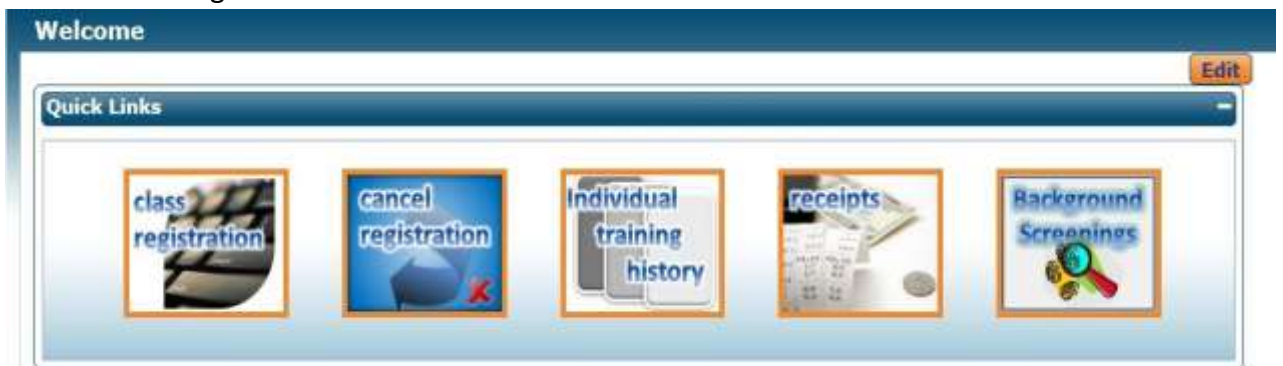 Welcome
Edit
Quick Links
class
registration
cancel
registration
Individual
training
history
receipts
Background
Screenings